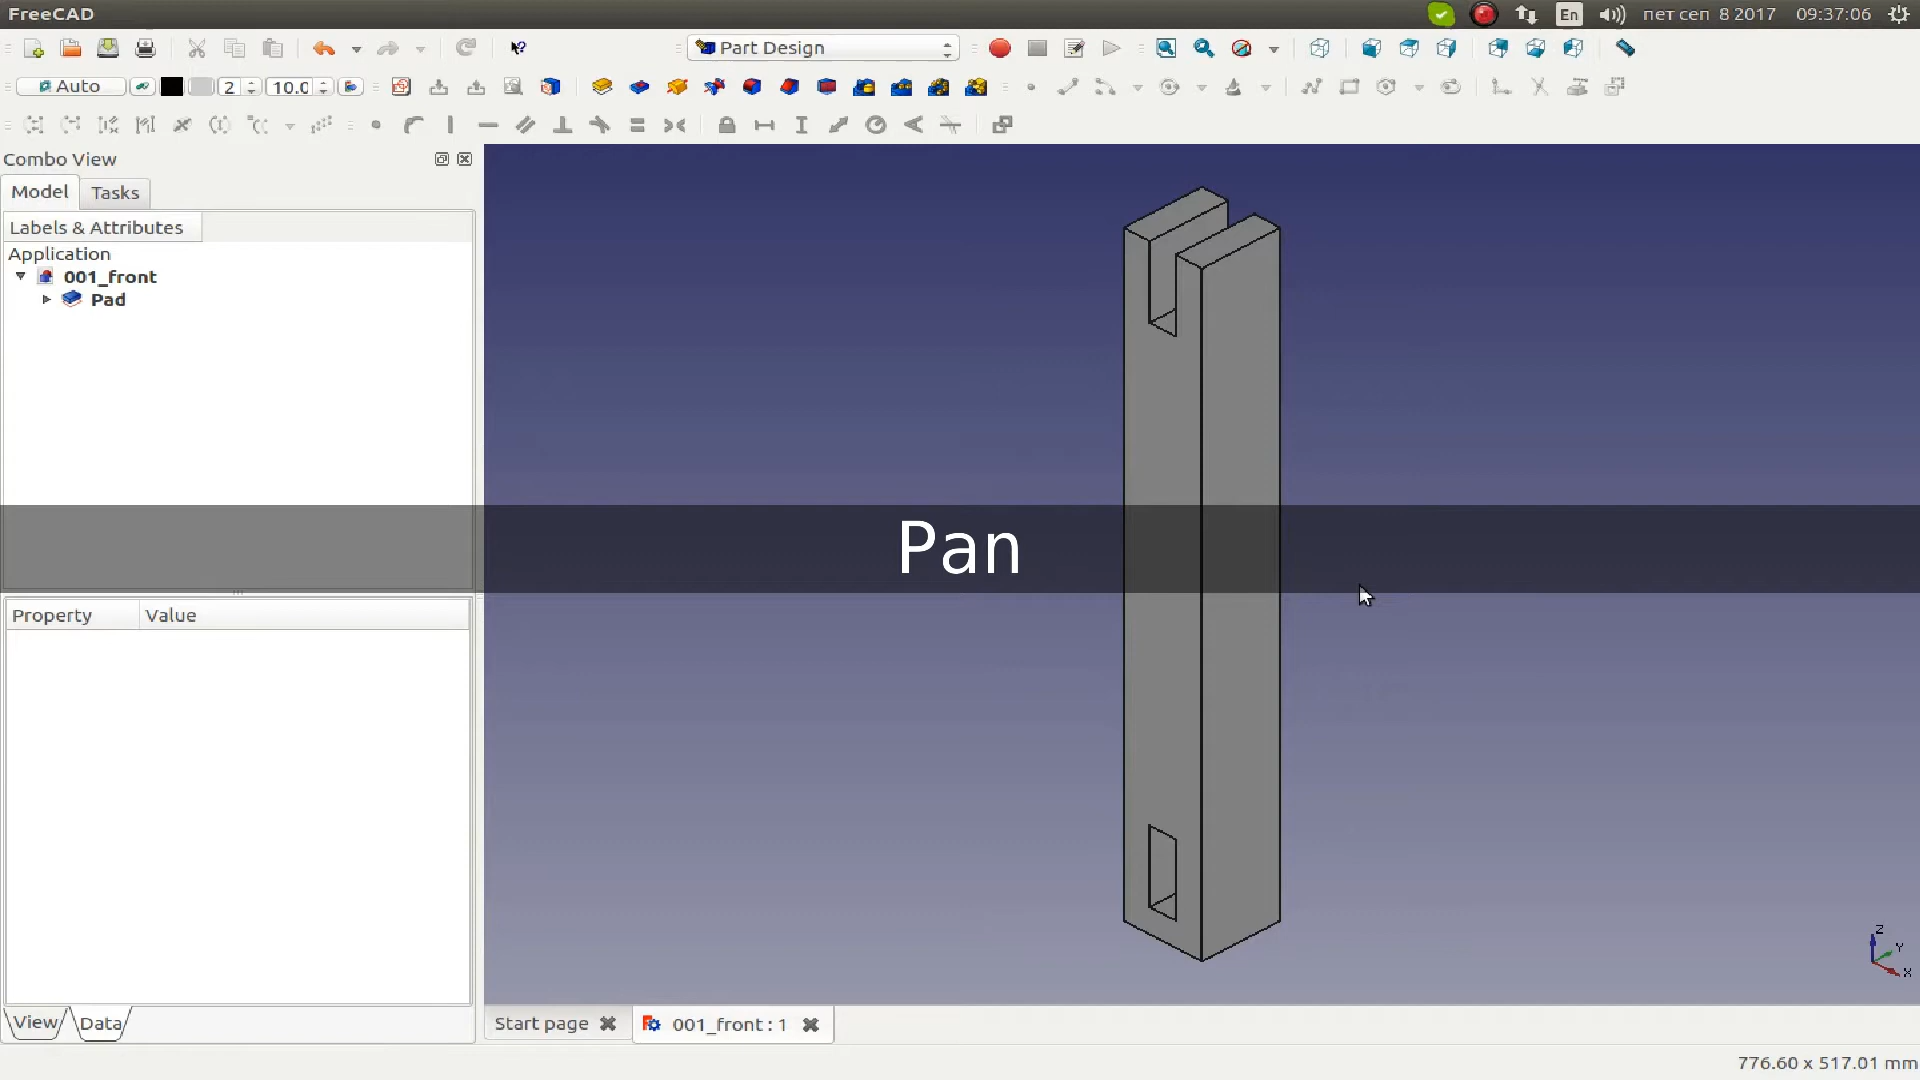 FreeCAD
En
пет сеп 8 2017
09:37:06
Part Design
Auto
2
10.0
Combo View
Model
Tasks
Labels & Attributes
Application
001_front
Pad
Pan
Property
Value
View
Data
Start page
001_front : 1
Z
Y
X
776.60 x 517.01 mm